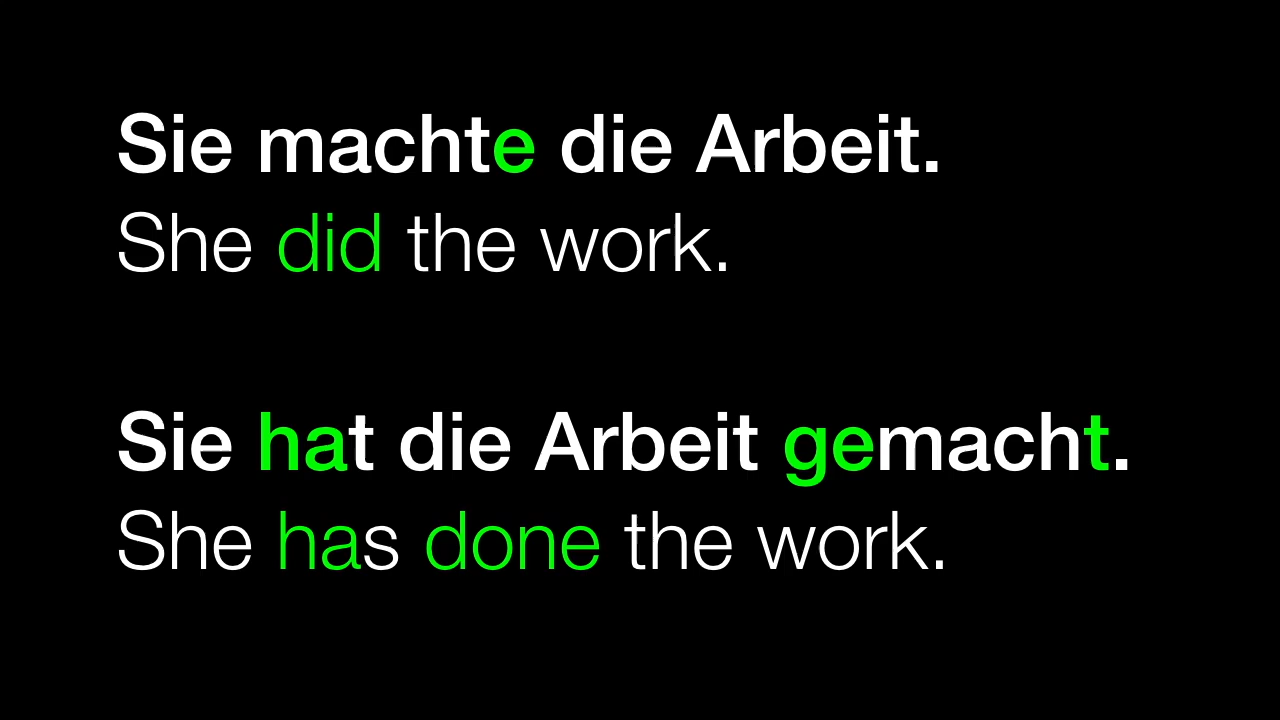 Sie machte die Arbeit.
She did the work.
Sie hat die Arbeit gemacht.
She has done the work.